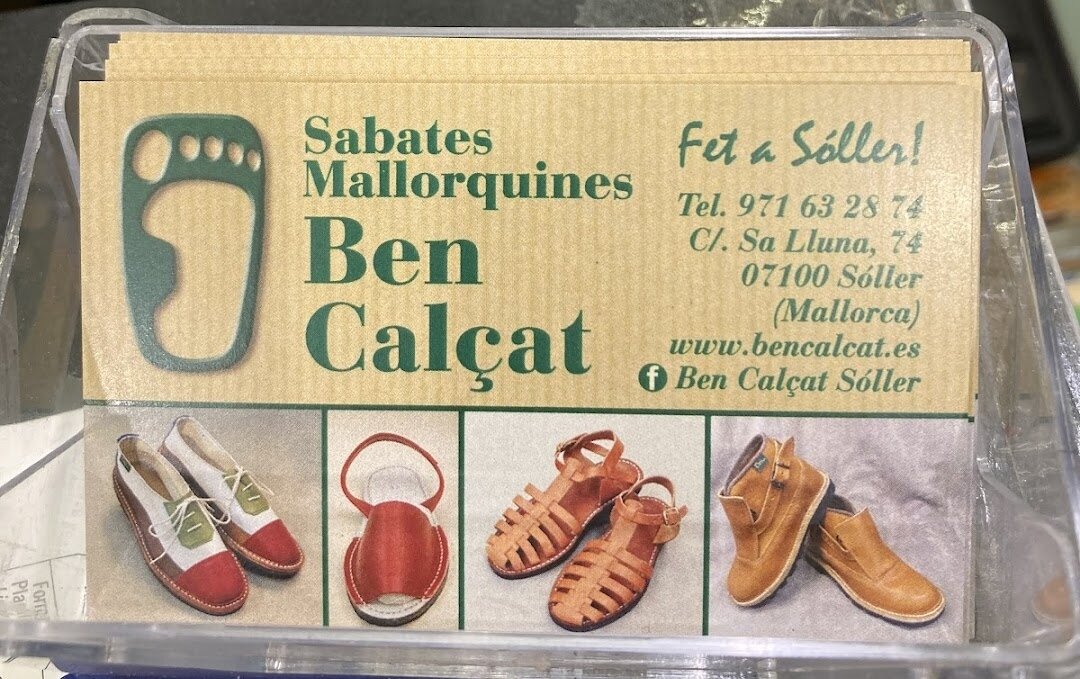 Sabates
Mallorquines
Ben
Calçat
Fet a Sóller!
Tel. 971 63 28 74
C/. Sa Lluna, 74
07100 Sóller
(Mallorca)
www.bencalcat.es
f Ben Calçat Sóller